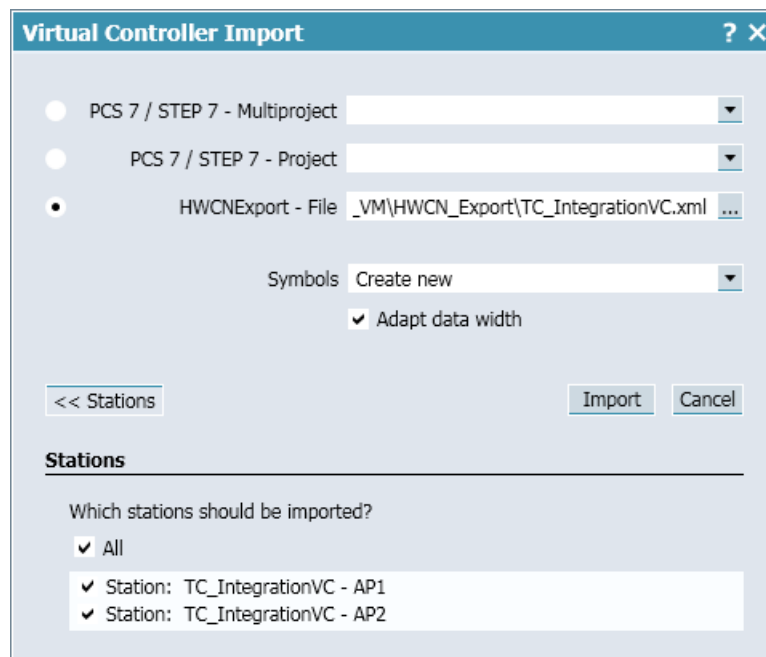 Virtual Controller Import ? ×
PCS 7 / STEP 7 - Multiproject
PCS 7 / STEP 7 - Project
HWCNExport - File _VM\HWCN_Export\TC_IntegrationVC.xml ...
Symbols Create new
Adapt data width
<< Stations Import Cancel
Stations
Which stations should be imported?
All
Station: TC_IntegrationVC - AP1
Station: TC_IntegrationVC - AP2